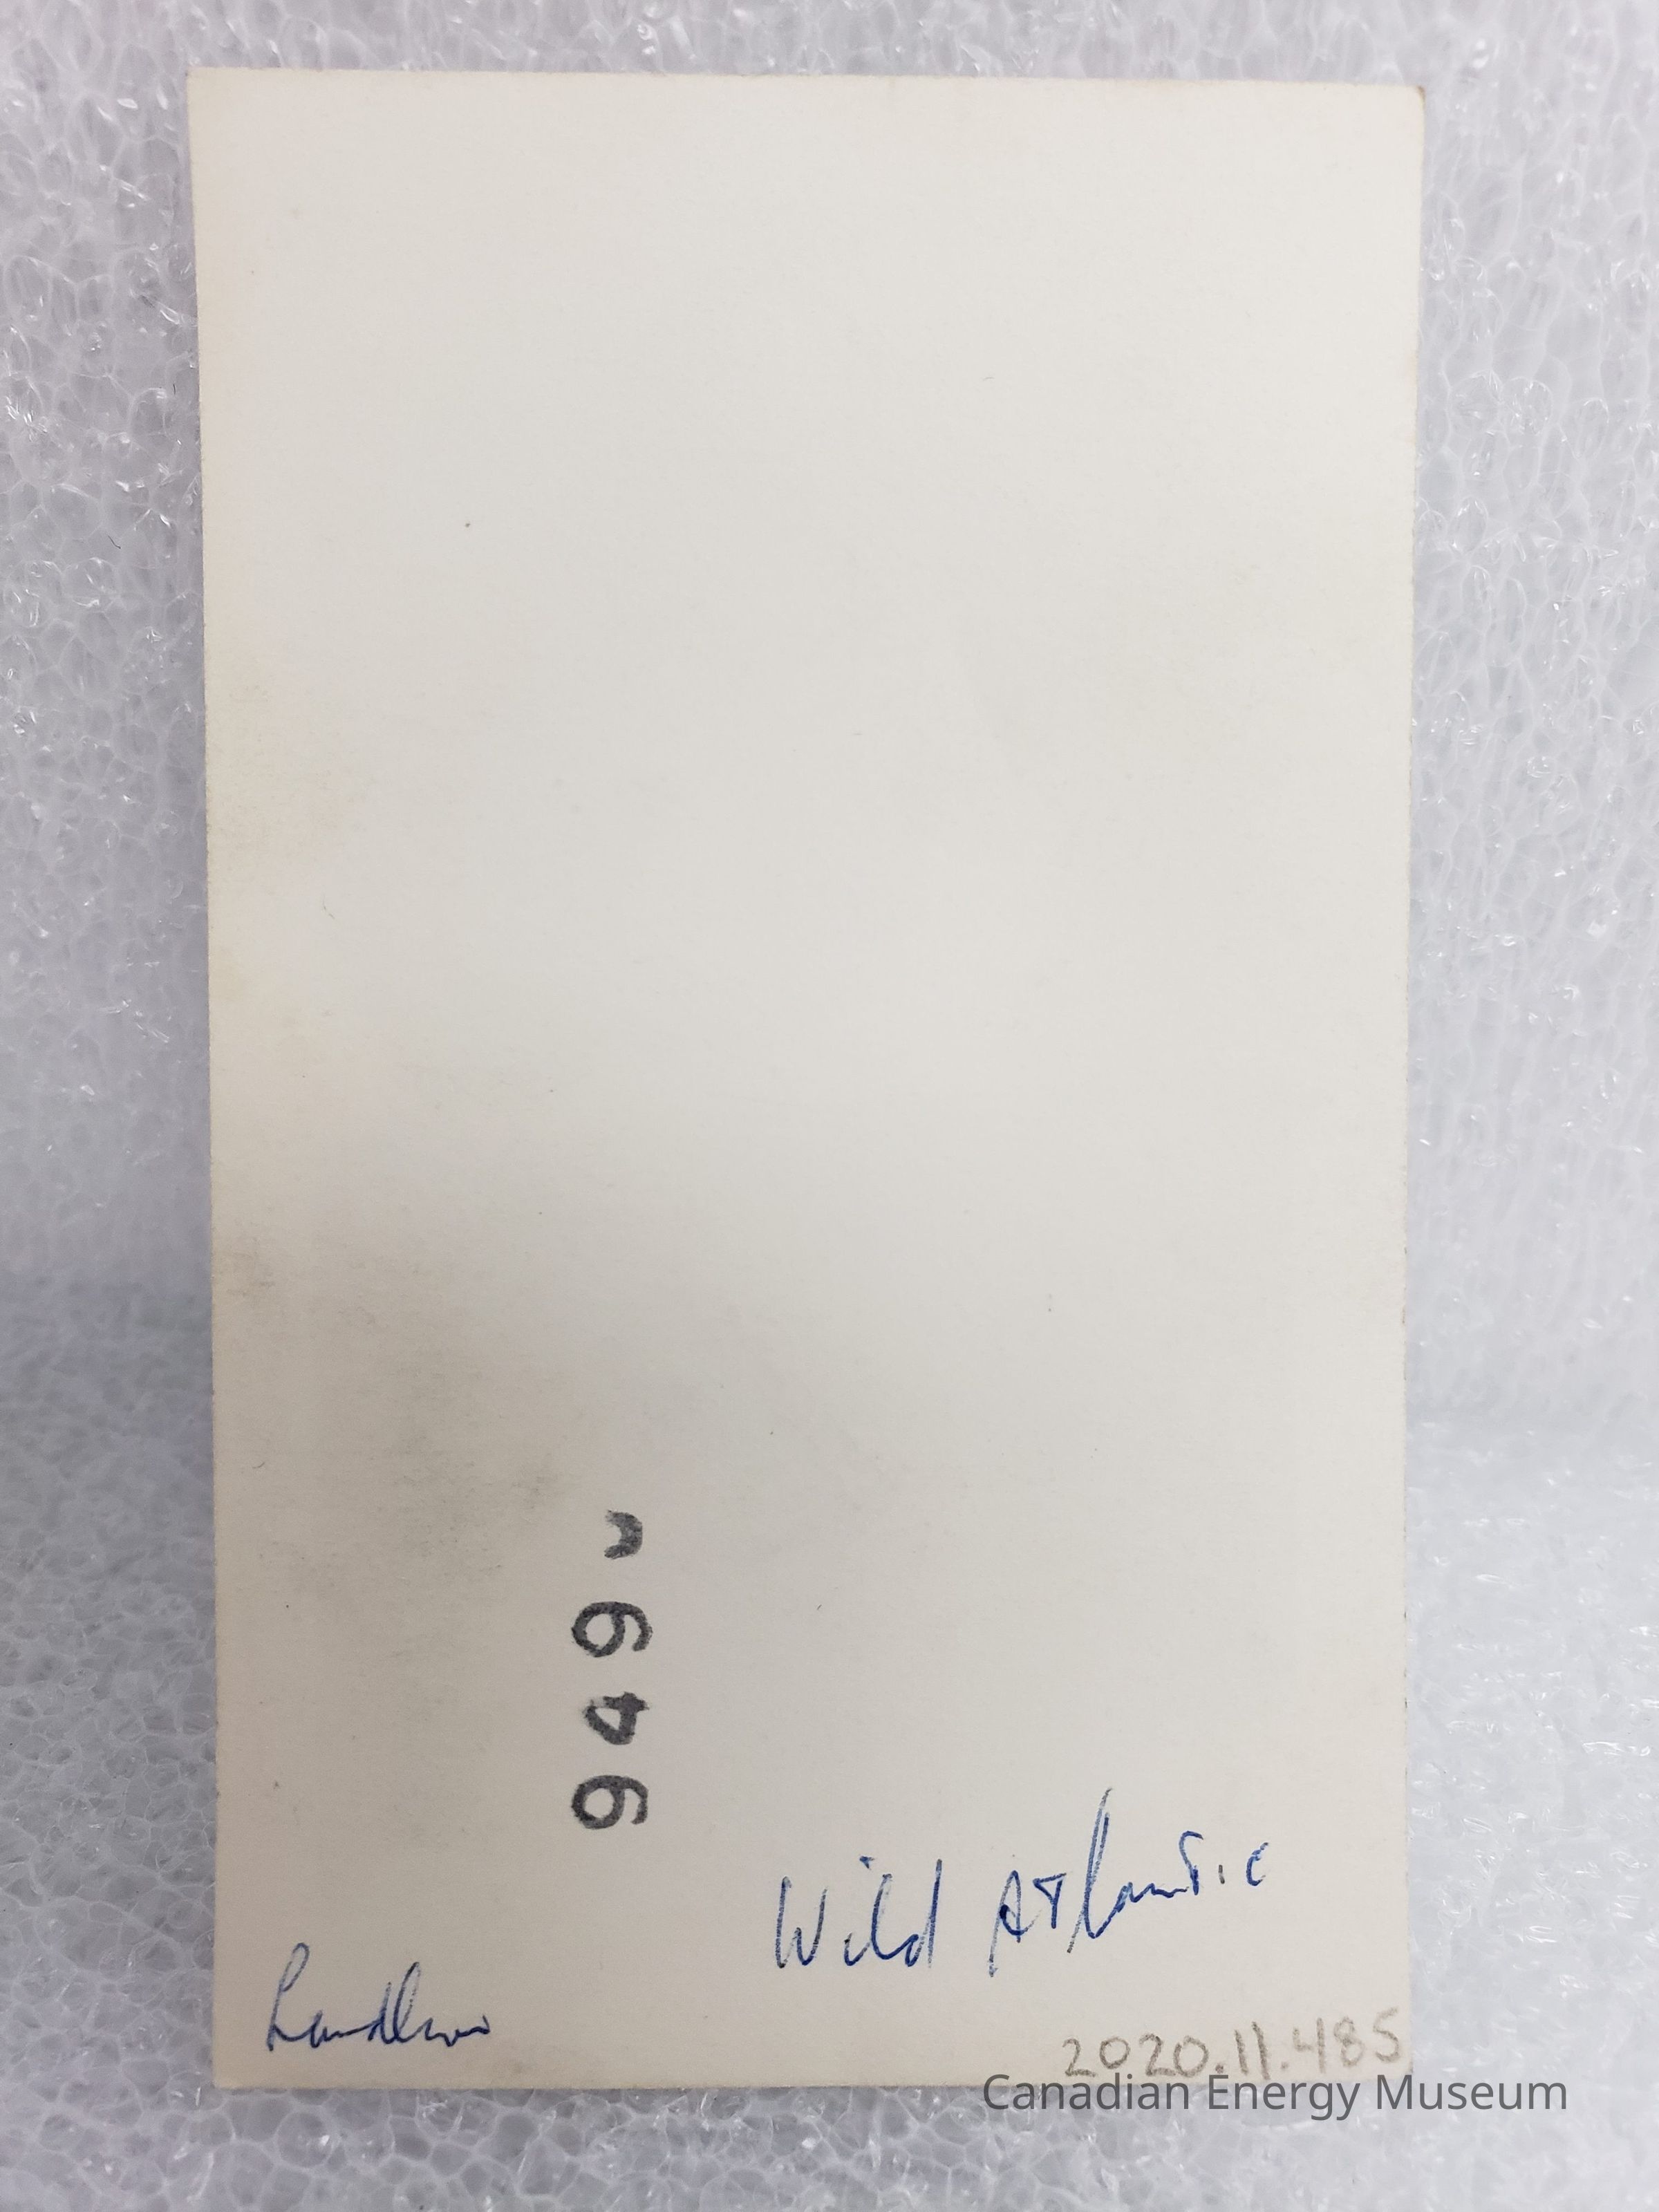 949
Wild Atlantic
2020.11.485
Canadian Energy Museum